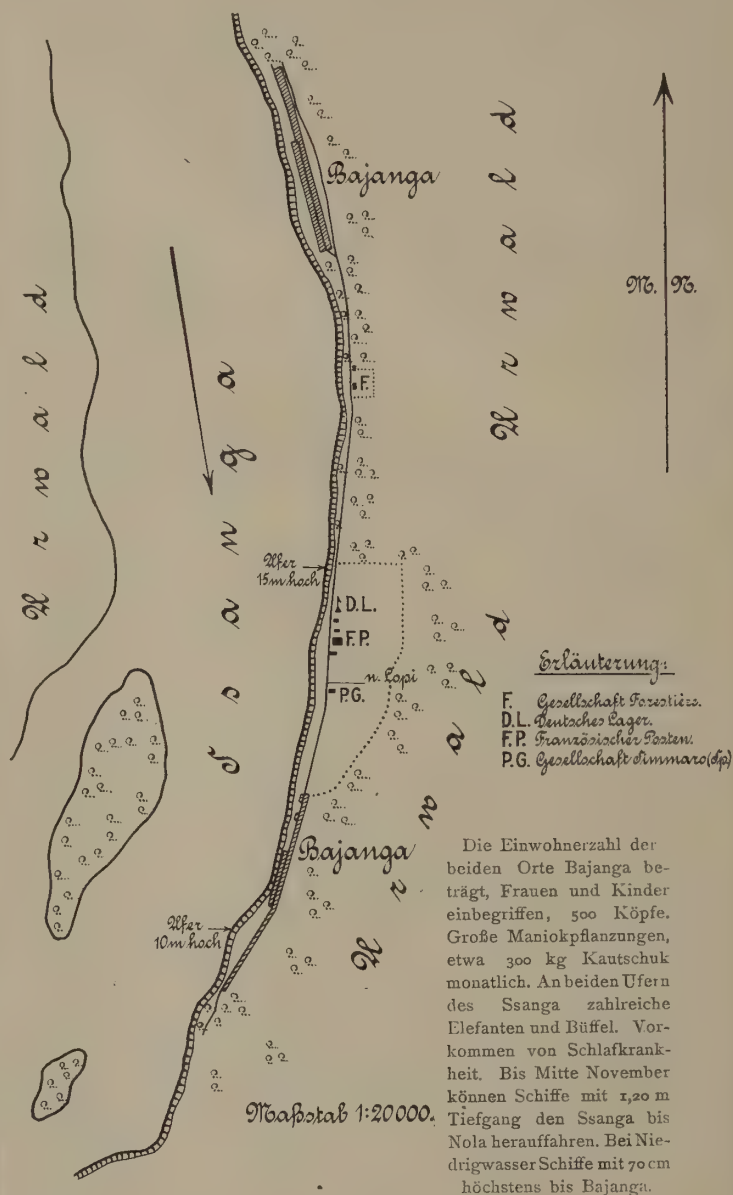 Bajanga
Urwald
Urwald
M. N.
F.
Ssanga
Ufer
15 m hoch
D.L.
F.P.
n. Lopi
P.G.
Urwald
Erläuterung:
F. Gesellschaft Forestière.
D.L. Deutsches Lager.
F.P. Französischer Posten.
P.G. Gesellschaft
Bajanga
Ufer
10 m hoch
Maßstab 1:20000.
Die Einwohnerzahl der
beiden Orte Bajanga be-
trägt, Frauen und Kinder
einbegriffen, 500 Köpfe.
Große Maniokpflanzungen,
etwa 300 kg Kautschuk
monatlich. An beiden Ufern
des Ssanga zahlreiche
Elefanten und Büffel. Vor-
kommen von Schlafkrank-
heit. Bis Mitte November
können Schiffe mit 1,20 m
Tiefgang den Ssanga bis
Nola herauffahren. Bei Nie-
drigwasser Schiffe mit 70 cm
höchstens bis Bajanga.